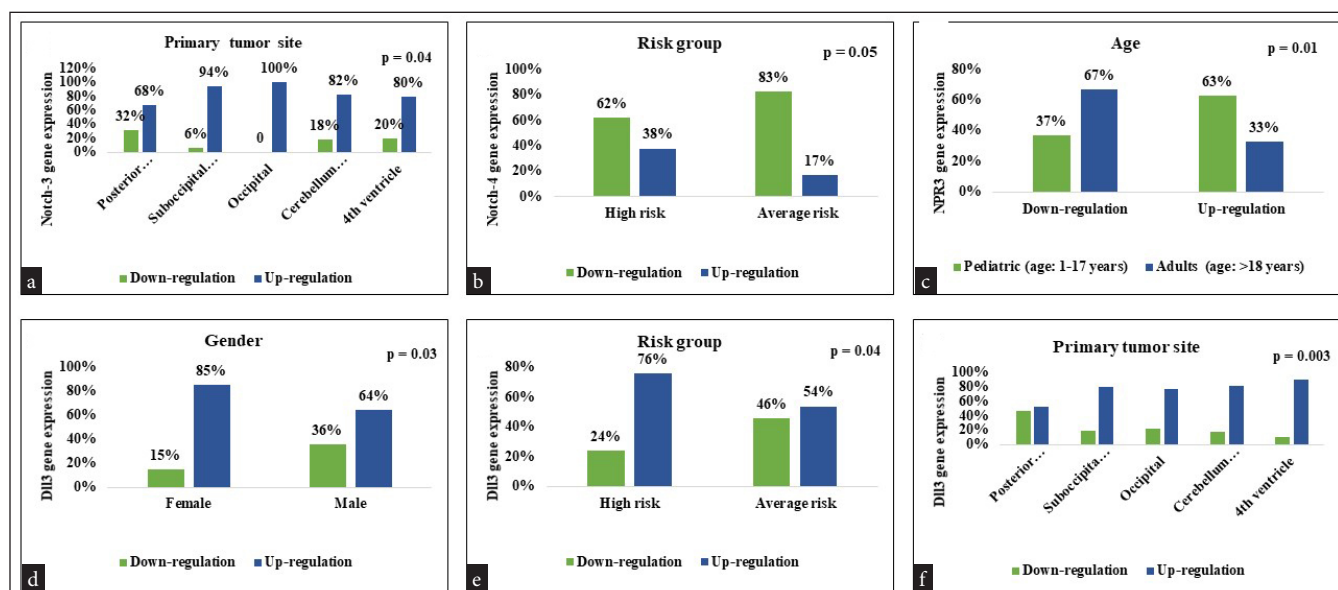 Primary tumor site
p = 0.04
Notch-3 gene expression
120%
100%
80%
60%
40%
20%
0%
32%
68%
6%
94%
0
100%
18%
82%
20%
80%
Posterior...
Suboccipital...
Occipital
Cerebellum...
4th ventricle
Down-regulation Up-regulation
a
Risk group
p = 0.05
Notch-4 gene expression
100%
80%
60%
40%
20%
0%
62%
38%
83%
17%
High risk Average risk
Down-regulation Up-regulation
b
Age
p = 0.01
NPR3 gene expression
80%
60%
40%
20%
0%
37%
67%
63%
33%
Down-regulation Up-regulation
Pediatric (age: 1-17 years) Adults (age: >18 years)
c
Gender
p = 0.03
Dll3 gene expression
100%
80%
60%
40%
20%
0%
15%
85%
36%
64%
Female Male
Down-regulation Up-regulation
d
Risk group
p = 0.04
Dll3 gene expression
80%
60%
40%
20%
0%
24%
76%
46%
54%
High risk Average risk
Down-regulation Up-regulation
e
Primary tumor site
p = 0.003
Dll3 gene expression
100%
80%
60%
40%
20%
0%
Posterior...
Suboccipita...
Occipital
Cerebellum...
4th ventricle
Down-regulation Up-regulation
f